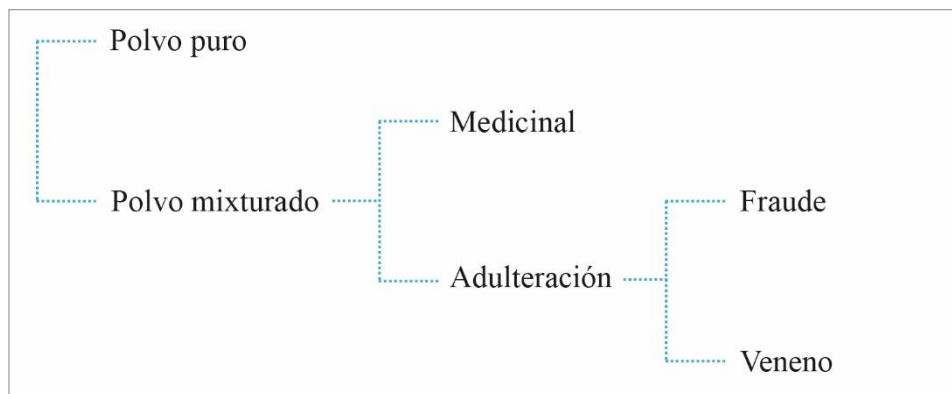 Polvo puro
Medicinal
Polvo mixturado
Fraude
Adulteración
Veneno